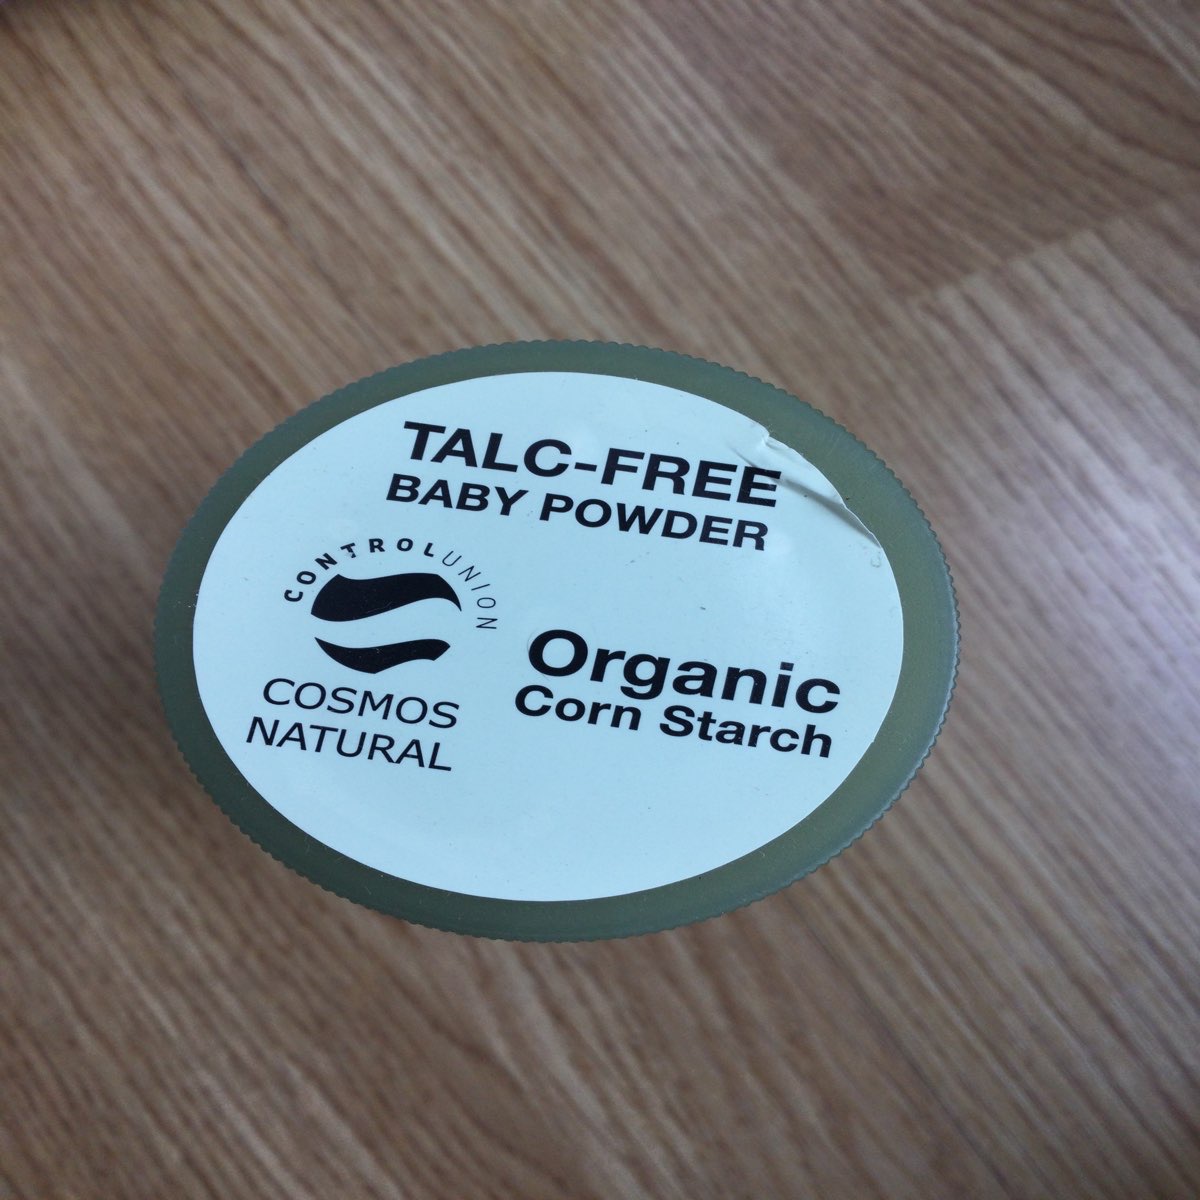 TALC-FREE
BABY POWDER
CONTROLUNION
COSMOS
NATURAL
Organic
Corn Starch